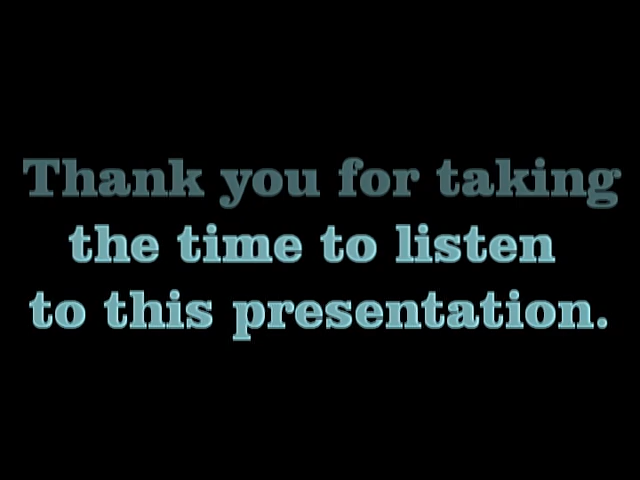 Thank you for taking
the time to listen
to this presentation.